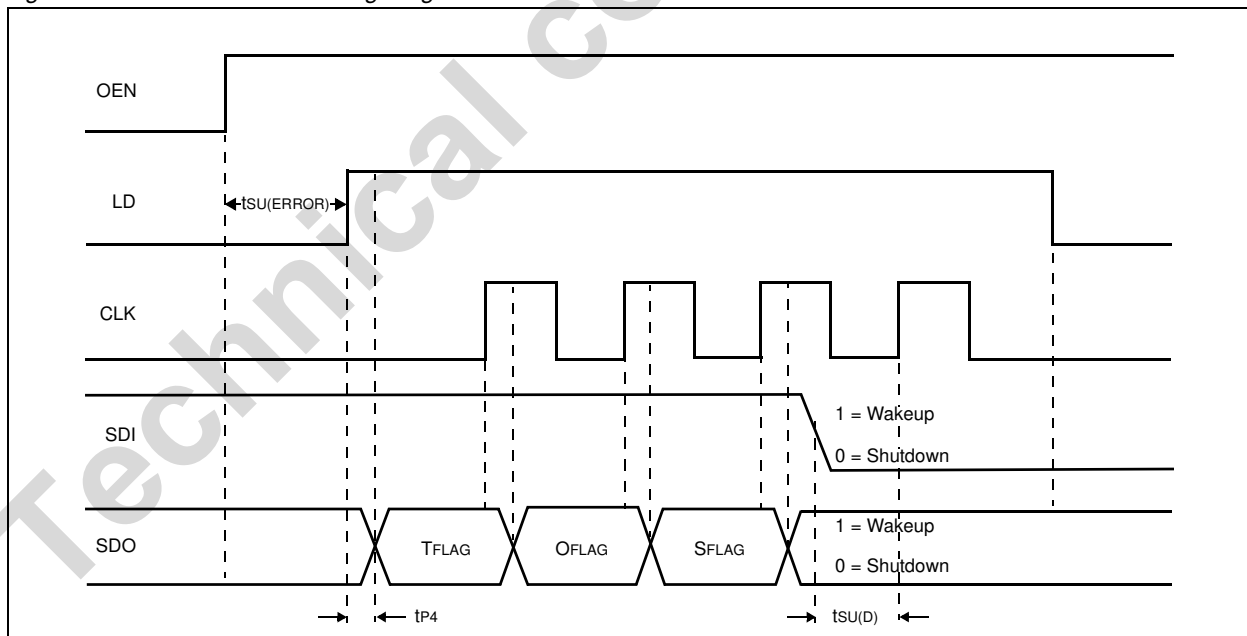 OEN
LD
tSU(ERROR)
CLK
SDI
1 = Wakeup
0 = Shutdown
SDO
TFLAG
OFLAG
SFLAG
1 = Wakeup
0 = Shutdown
tP4
tSU(D)
Technical co